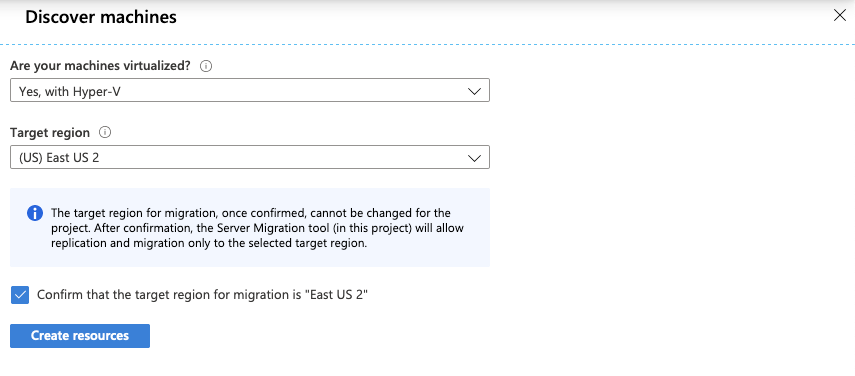 Discover machines
Are your machines virtualized?
Yes, with Hyper-V
Target region
(US) East US 2
The target region for migration, once confirmed, cannot be changed for the
project. After confirmation, the Server Migration tool (in this project) will allow
replication and migration only to the selected target region.
Confirm that the target region for migration is "East US 2"
Create resources